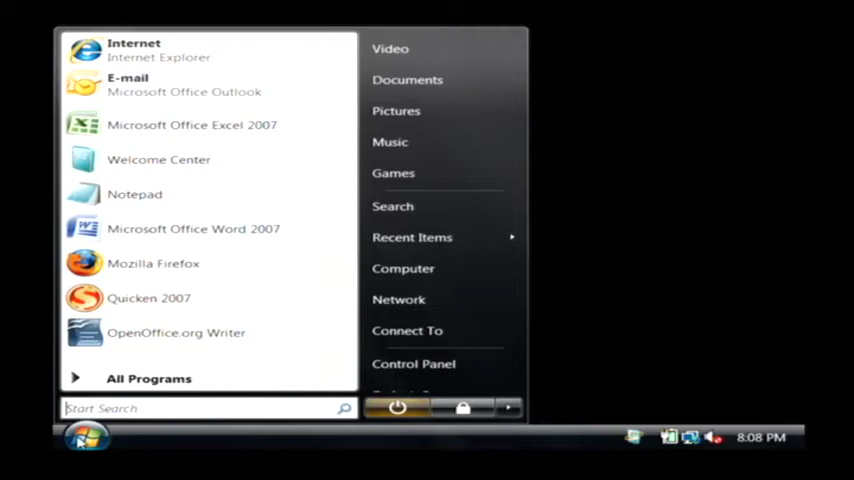 Internet
Internet Explorer
E-mail
Microsoft Office Outlook
Microsoft Office Excel 2007
Welcome Center
Notepad
Microsoft Office Word 2007
Mozilla Firefox
Quicken 2007
OpenOffice.org Writer
All Programs
Start Search
Video
Documents
Pictures
Music
Games
Search
Recent Items
Computer
Network
Connect To
Control Panel
8:08 PM